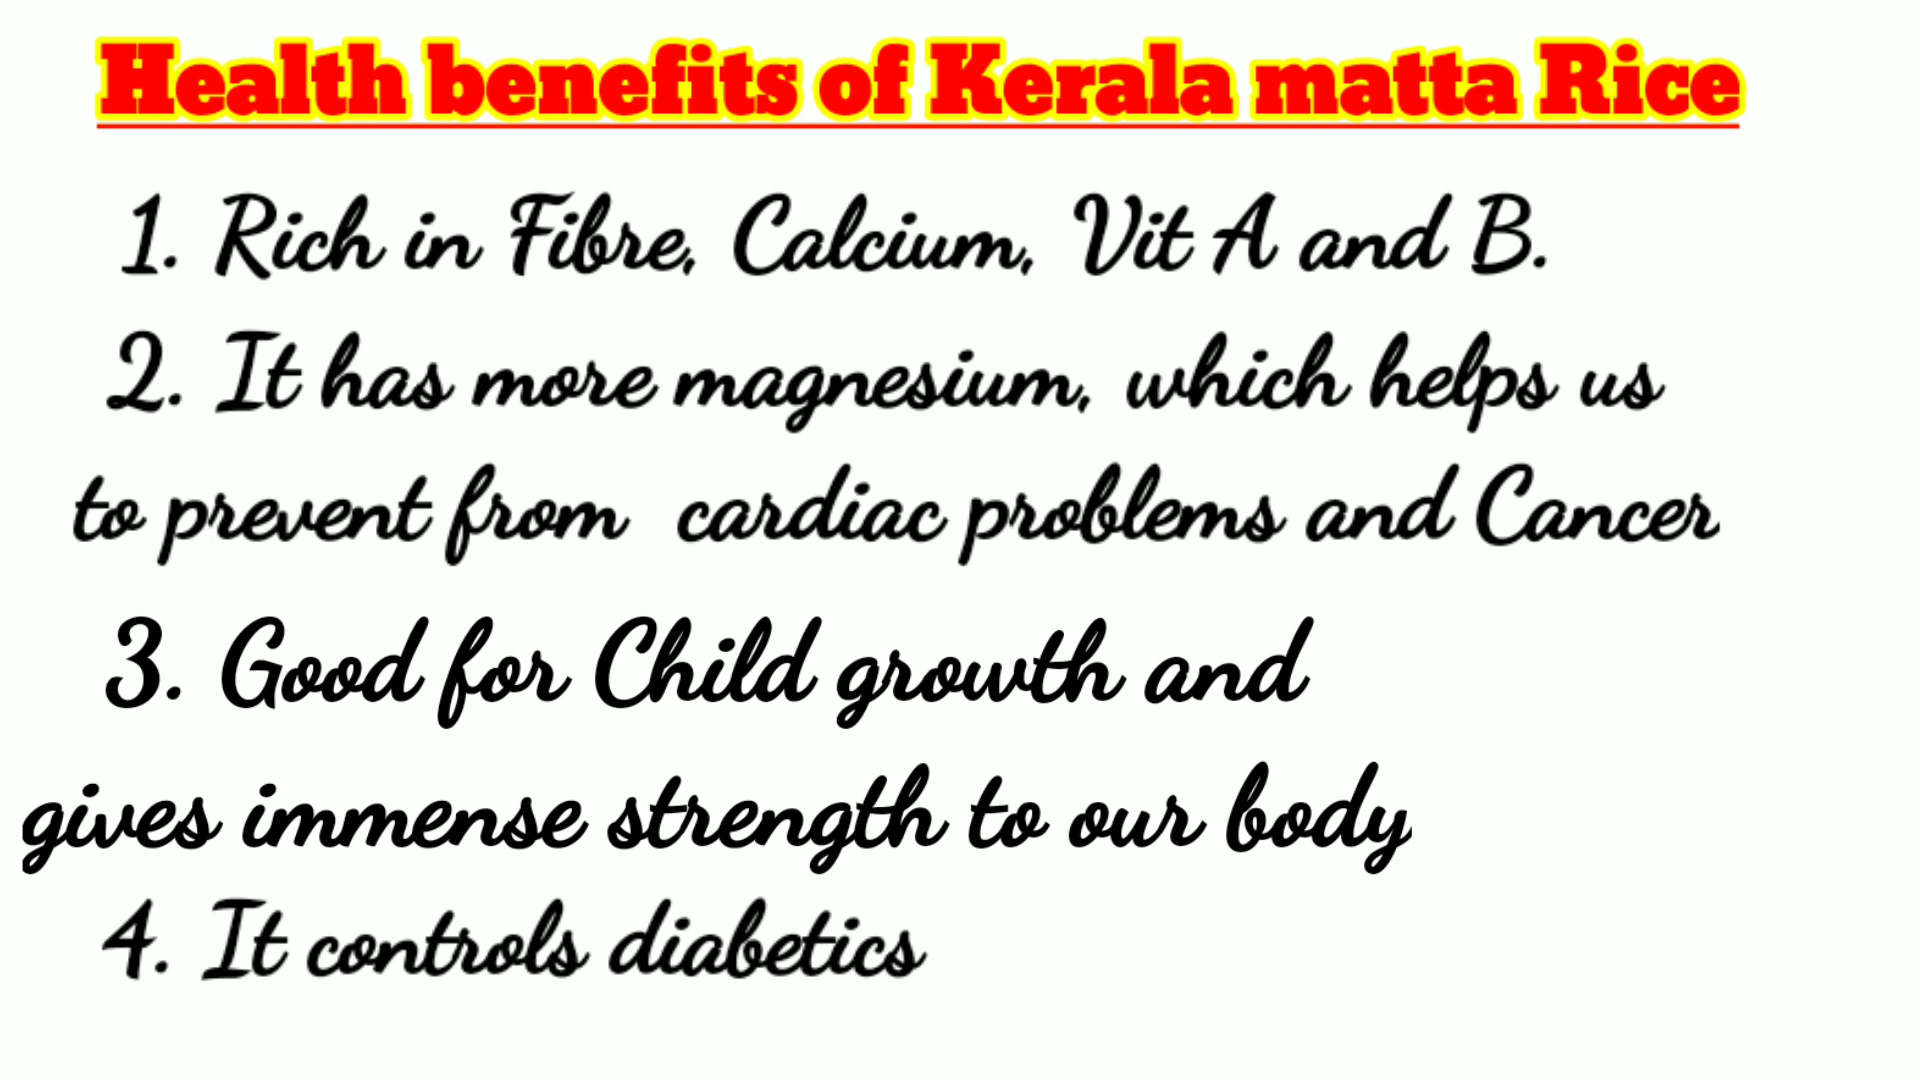 Health benefits of Kerala matta Rice
1. Rich in Fibre, Calcium, Vit A and B.
2. It has more magnesium, which helps us
to prevent from cardiac problems and Cancer
3. Good for Child growth and
gives immense strength to our body
4. It controls diabetics